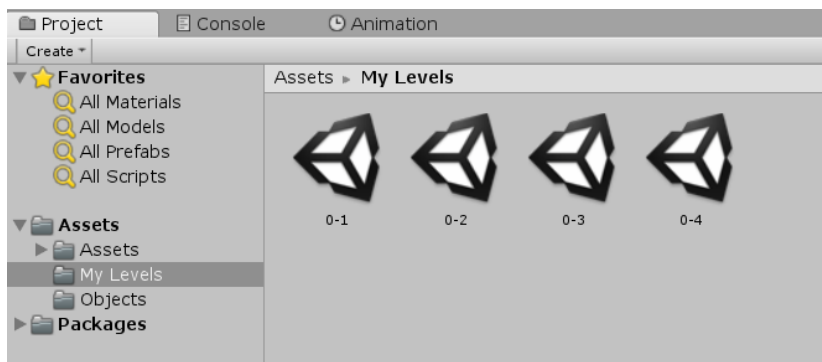 Project Console Animation
Create
Favorites
All Materials
All Models
All Prefabs
All Scripts
Assets
Assets
My Levels
Objects
Packages
Assets ▸ My Levels
0-1 0-2 0-3 0-4